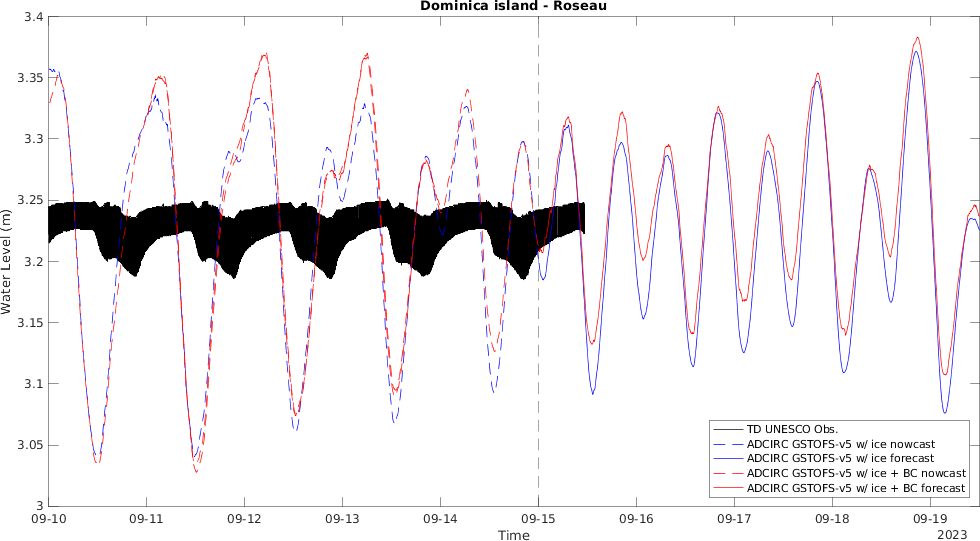 Dominica island - Roseau
3.4
3.35
3.3
3.25
3.2
3.15
3.1
3.05
3
Water Level (m)
09-10 09-11 09-12 09-13 09-14 09-15 09-16 09-17 09-18 09-19
Time
2023
TD UNESCO Obs.
ADCIRC GSTOFS-v5 w/ ice nowcast
ADCIRC GSTOFS-v5 w/ ice forecast
ADCIRC GSTOFS-v5 w/ ice + BC nowcast
ADCIRC GSTOFS-v5 w/ ice + BC forecast